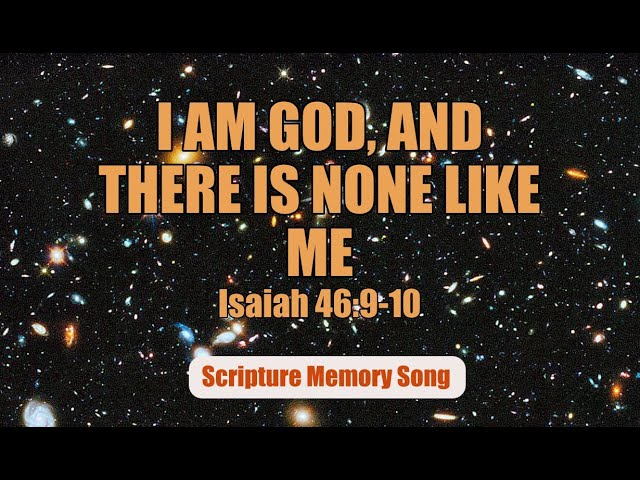 I AM GOD, AND
THERE IS NONE LIKE
ME
Isaiah 46:9-10
Scripture Memory Song